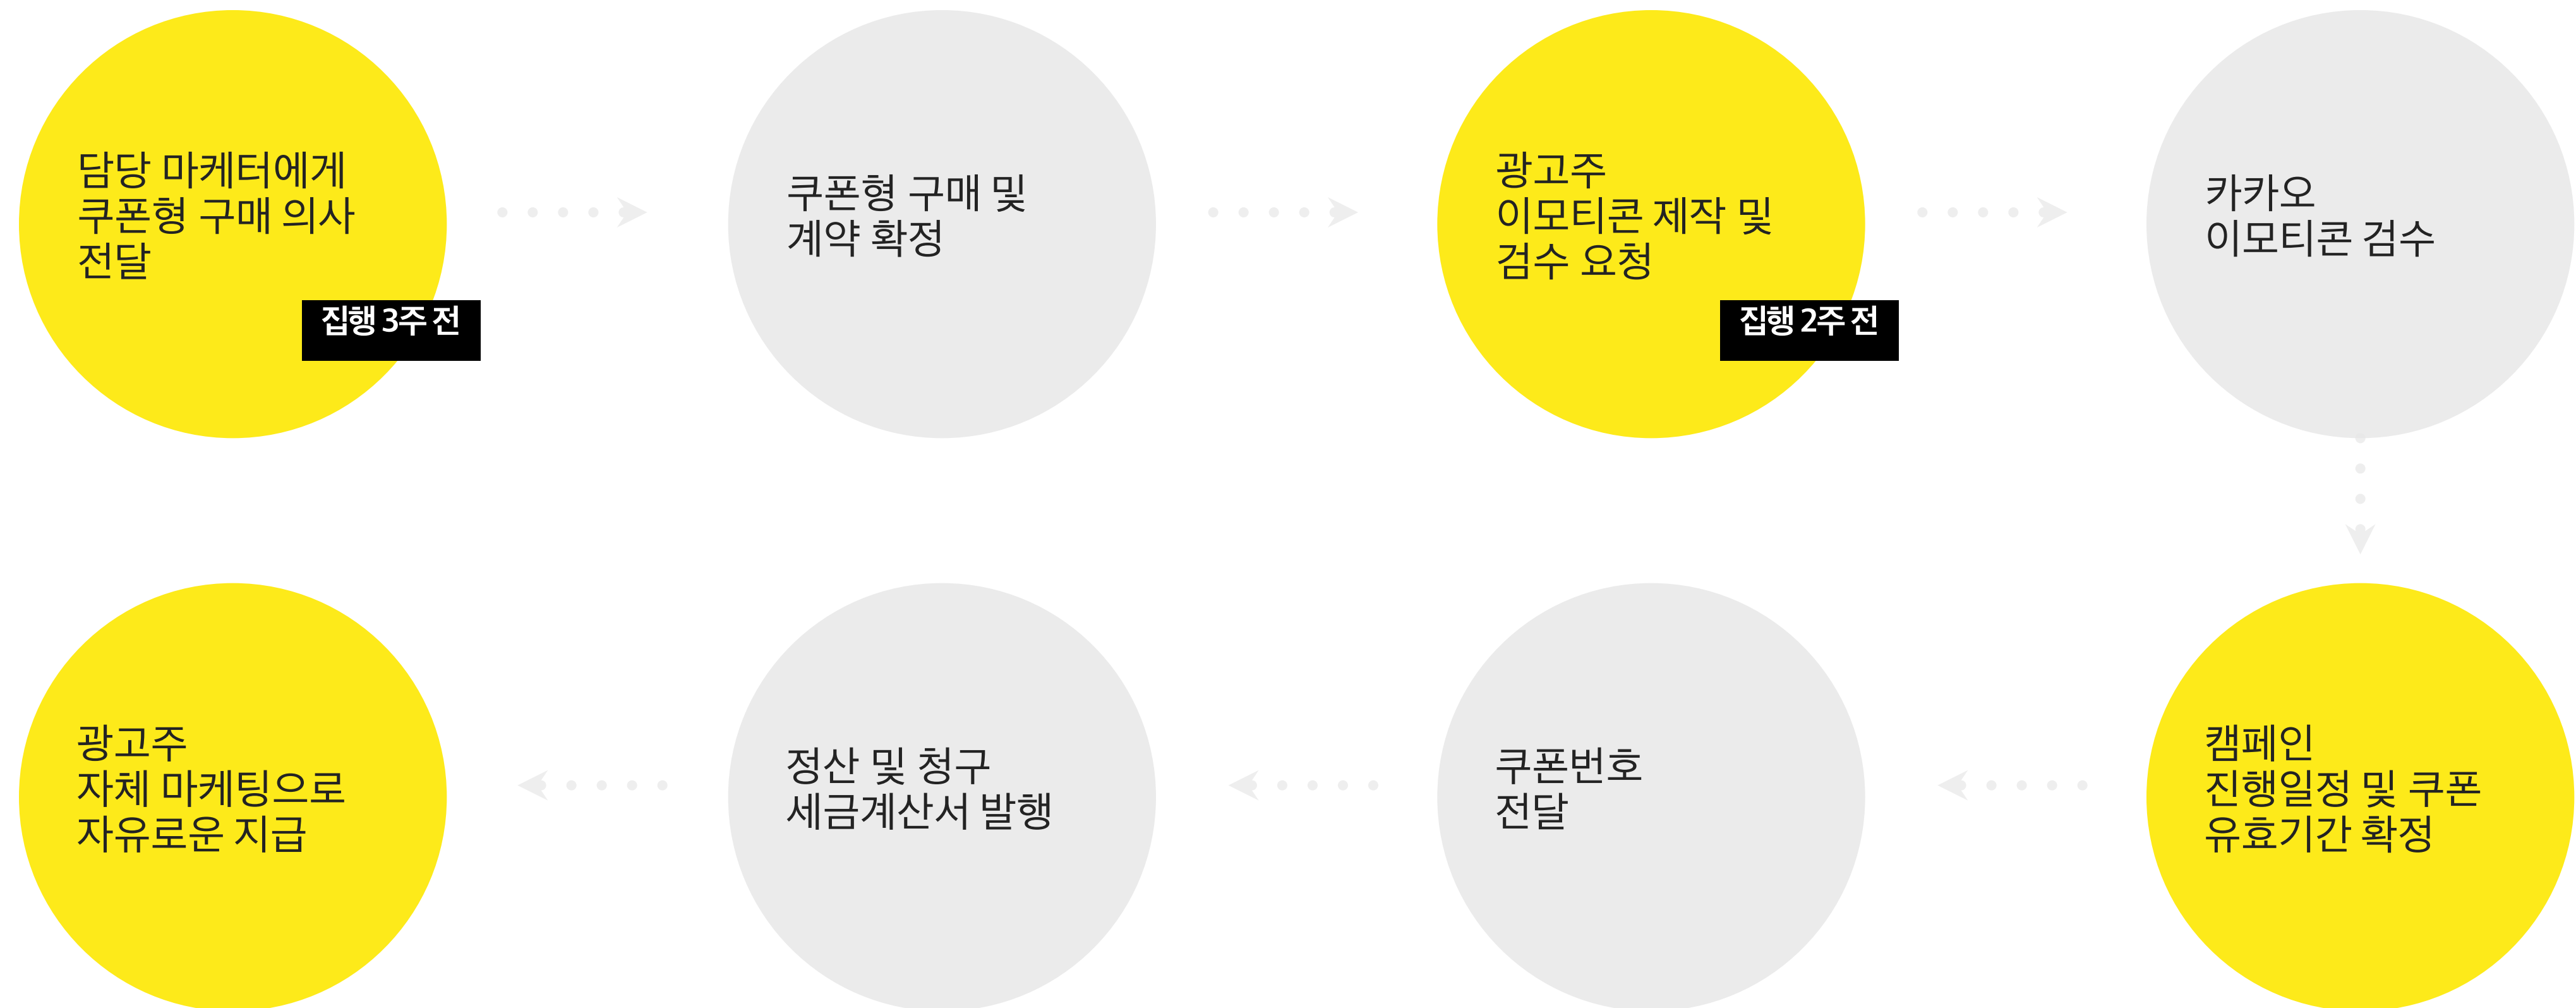 담당 마케터에게
쿠폰형 구매 의사
전달
집행 3주 전
쿠폰형 구매 및
계약 확정
광고주
이모티콘 제작 및
검수 요청
집행 2주 전
카카오
이모티콘 검수
캠페인
진행일정 및 쿠폰
유효기간 확정
쿠폰번호
전달
정산 및 청구
세금계산서 발행
광고주
자체 마케팅으로
자유로운 지급